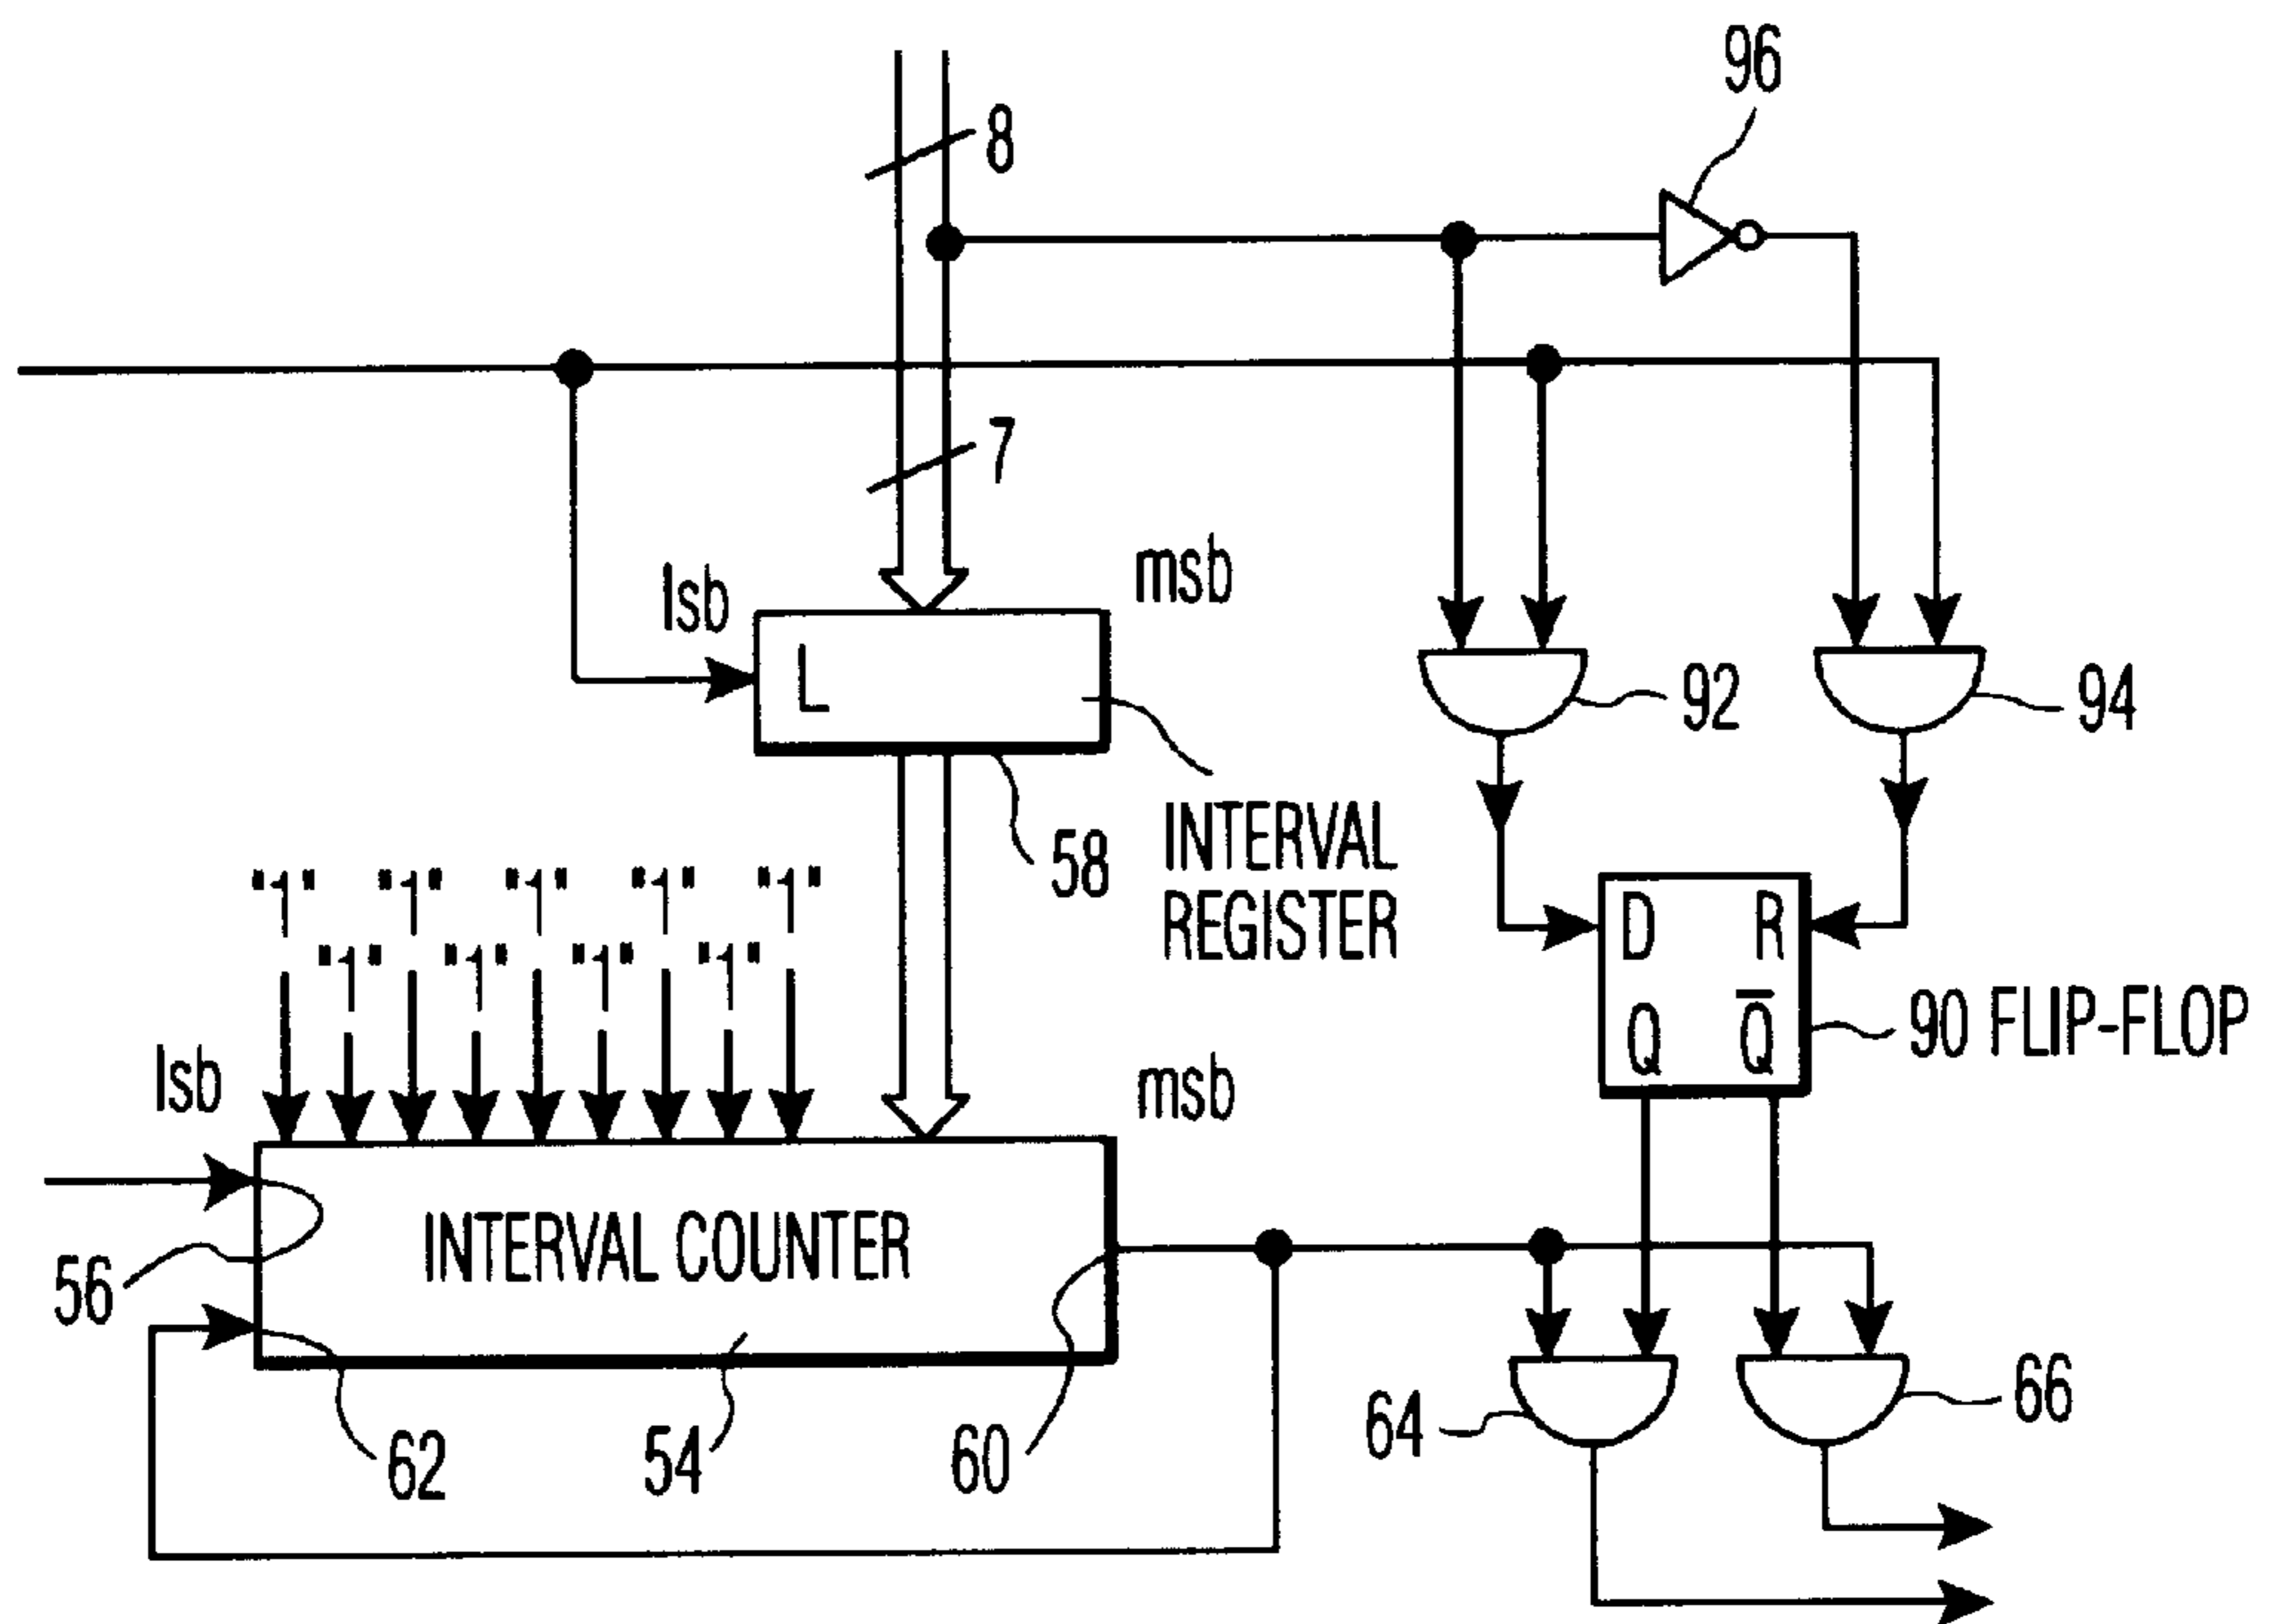 96
8
7
lsb
msb
L
92
94
58
INTERVAL
REGISTER
"1" "1" "1" "1" "1"
"1" "1" "1" "1"
D R
Q Q̅
90 FLIP-FLOP
lsb
msb
INTERVAL COUNTER
56
62
54
60
64
66